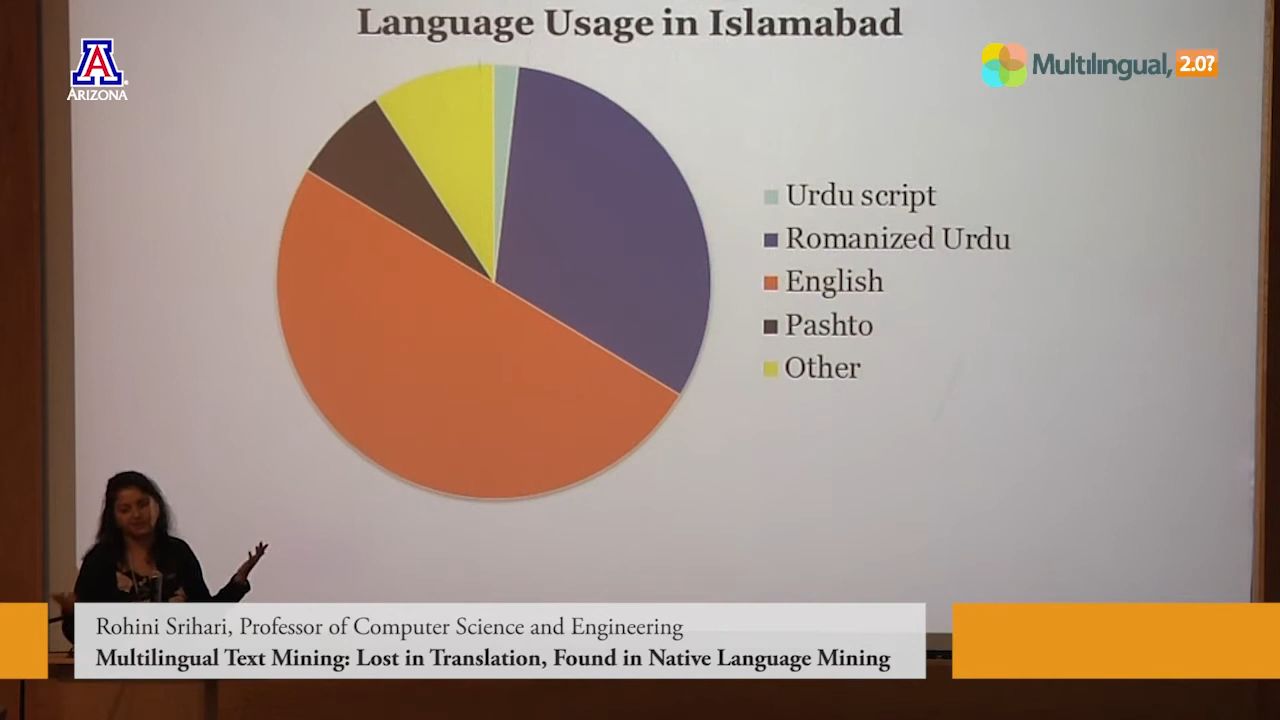 Language Usage in Islamabad
ARIZONA
Multilingual, 2.0?
Urdu script
Romanized Urdu
English
Pashto
Other
Rohini Srihari, Professor of Computer Science and Engineering
Multilingual Text Mining: Lost in Translation, Found in Native Language Mining